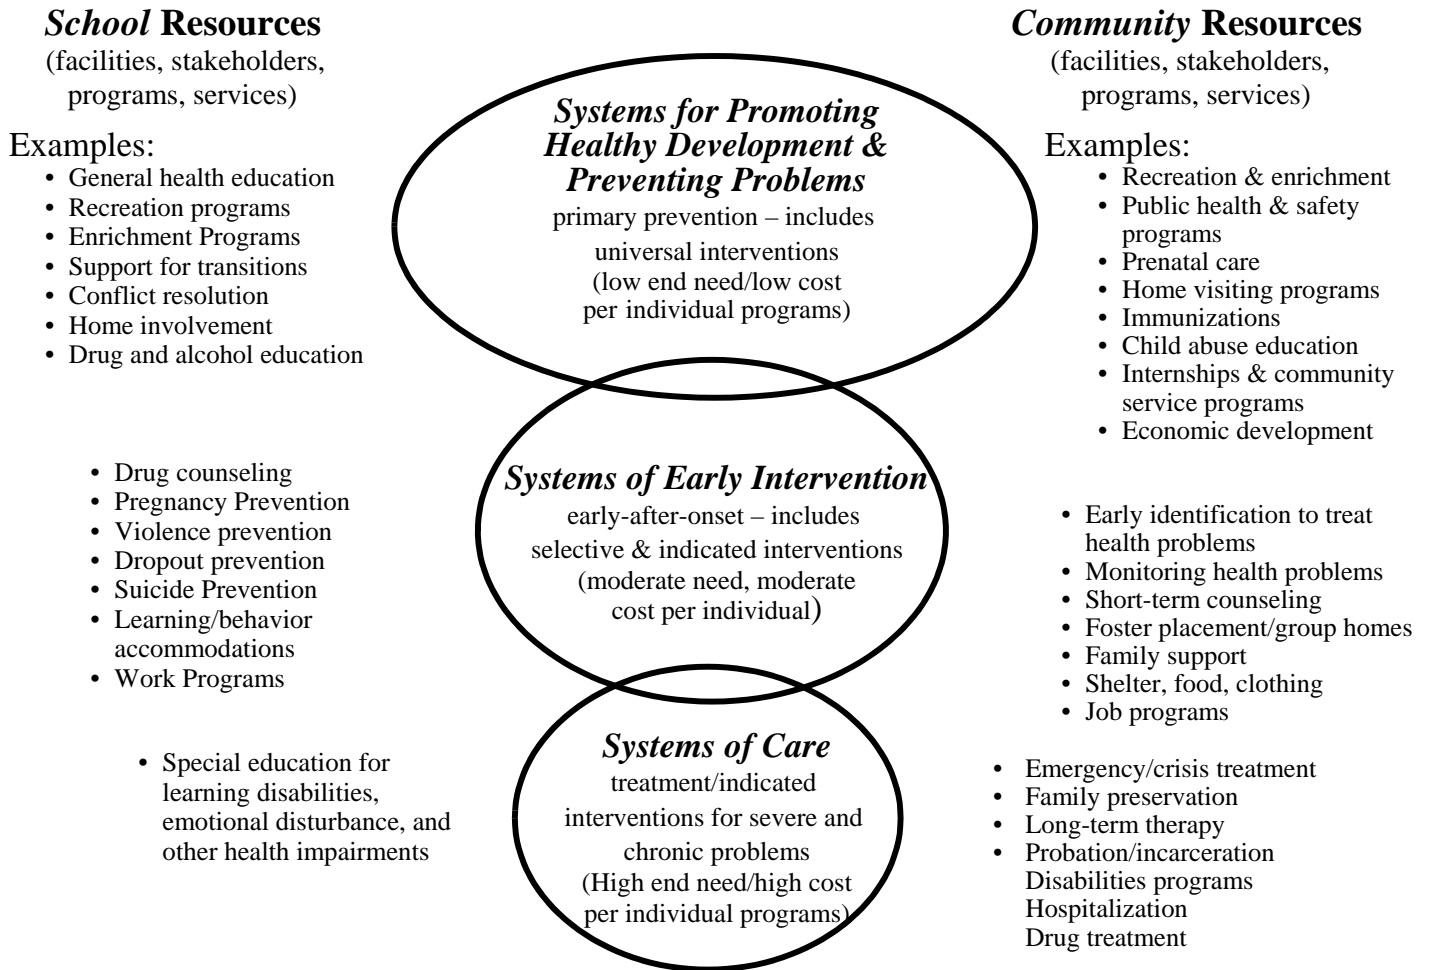 School Resources
(facilities, stakeholders,
programs, services)
Examples:
• General health education
• Recreation programs
• Enrichment Programs
• Support for transitions
• Conflict resolution
• Home involvement
• Drug and alcohol education
• Drug counseling
• Pregnancy Prevention
• Violence prevention
• Dropout prevention
• Suicide Prevention
• Learning/behavior
accommodations
• Work Programs
• Special education for
learning disabilities,
emotional disturbance, and
other health impairments
Systems for Promoting
Healthy Development &
Preventing Problems
primary prevention – includes
universal interventions
(low end need/low cost
per individual programs)
Systems of Early Intervention
early-after-onset – includes
selective & indicated interventions
(moderate need, moderate
cost per individual)
Systems of Care
treatment/indicated
interventions for severe and
chronic problems
(High end need/high cost
per individual programs)
Community Resources
(facilities, stakeholders,
programs, services)
Examples:
• Recreation & enrichment
• Public health & safety
programs
• Prenatal care
• Home visiting programs
• Immunizations
• Child abuse education
• Internships & community
service programs
• Economic development
• Early identification to treat
health problems
• Monitoring health problems
• Short-term counseling
• Foster placement/group homes
• Family support
• Shelter, food, clothing
• Job programs
• Emergency/crisis treatment
• Family preservation
• Long-term therapy
• Probation/incarceration
Disabilities programs
Hospitalization
Drug treatment